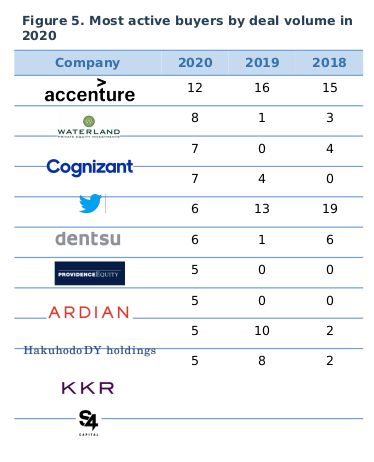 Figure 5. Most active buyers by deal volume in
2020
Company 2020 2019 2018
accenture 12 16 15
WATERLAND 8 1 3
PRIVATE EQUITY INVESTMENTS
7 0 4
Cognizant
7 4 0
6 13 19
dentsu 6 1 6
PROVIDENCE EQUITY 5 0 0
ARDIAN 5 0 0
5 10 2
Hakuhodo DY holdings
5 8 2
KKR
S4
CAPITAL